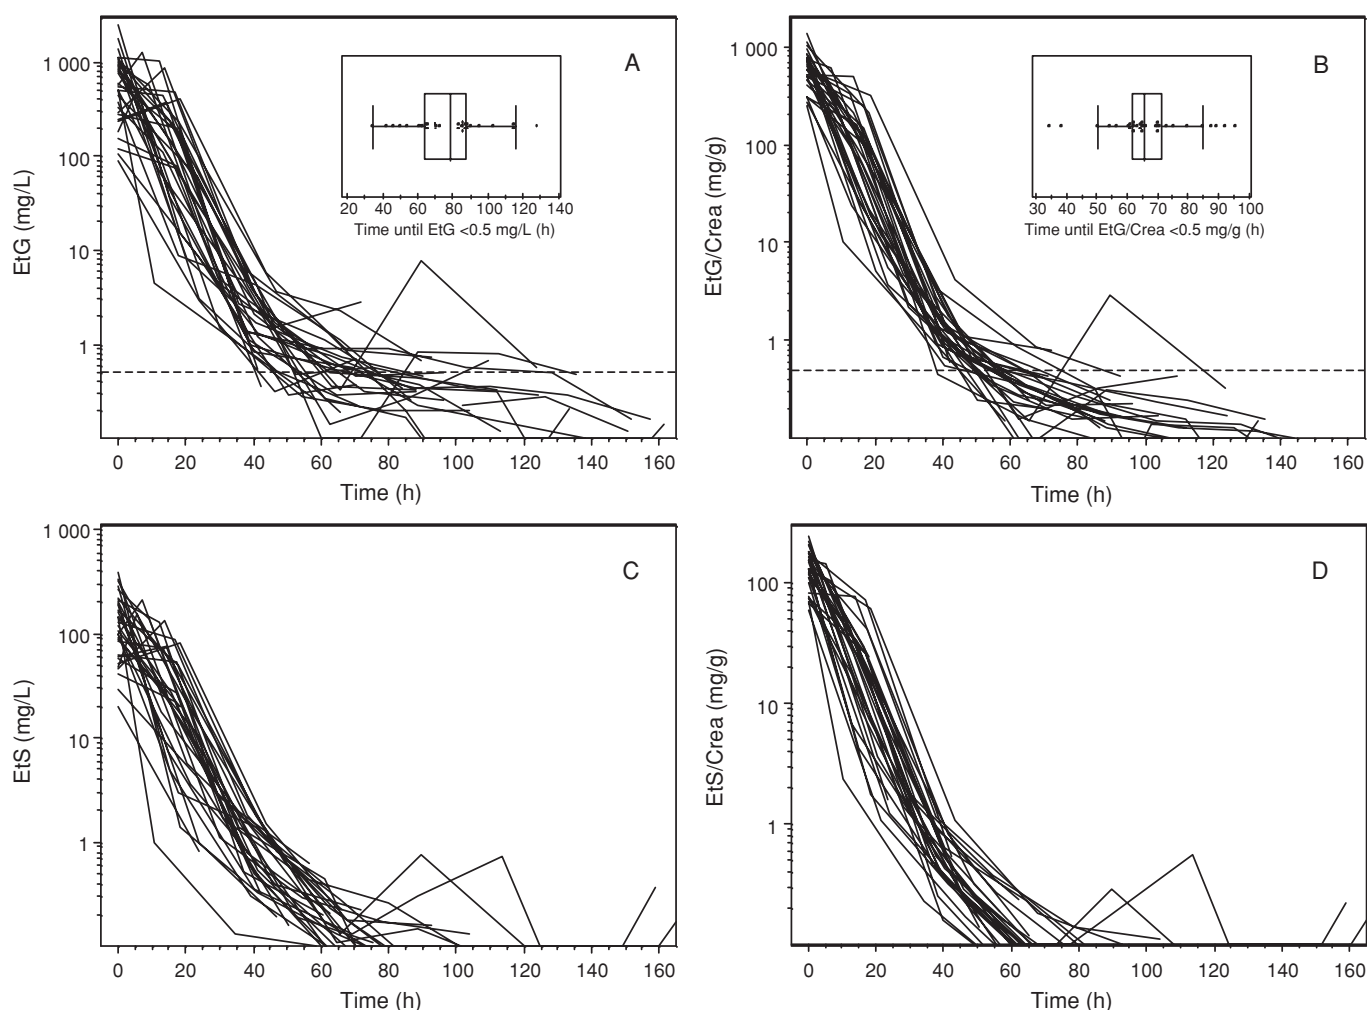 A
1 000
100
10
1
EtG (mg/L)
20 40 60 80 100 120 140
Time until EtG <0.5 mg/L (h)
0 20 40 60 80 100 120 140 160
Time (h)
B
1 000
100
10
1
EtG/Crea (mg/g)
30 40 50 60 70 80 90 100
Time until EtG/Crea <0.5 mg/g (h)
0 20 40 60 80 100 120 140 160
Time (h)
C
1 000
100
10
1
EtS (mg/L)
0 20 40 60 80 100 120 140 160
Time (h)
D
100
10
1
EtS/Crea (mg/g)
0 20 40 60 80 100 120 140 160
Time (h)